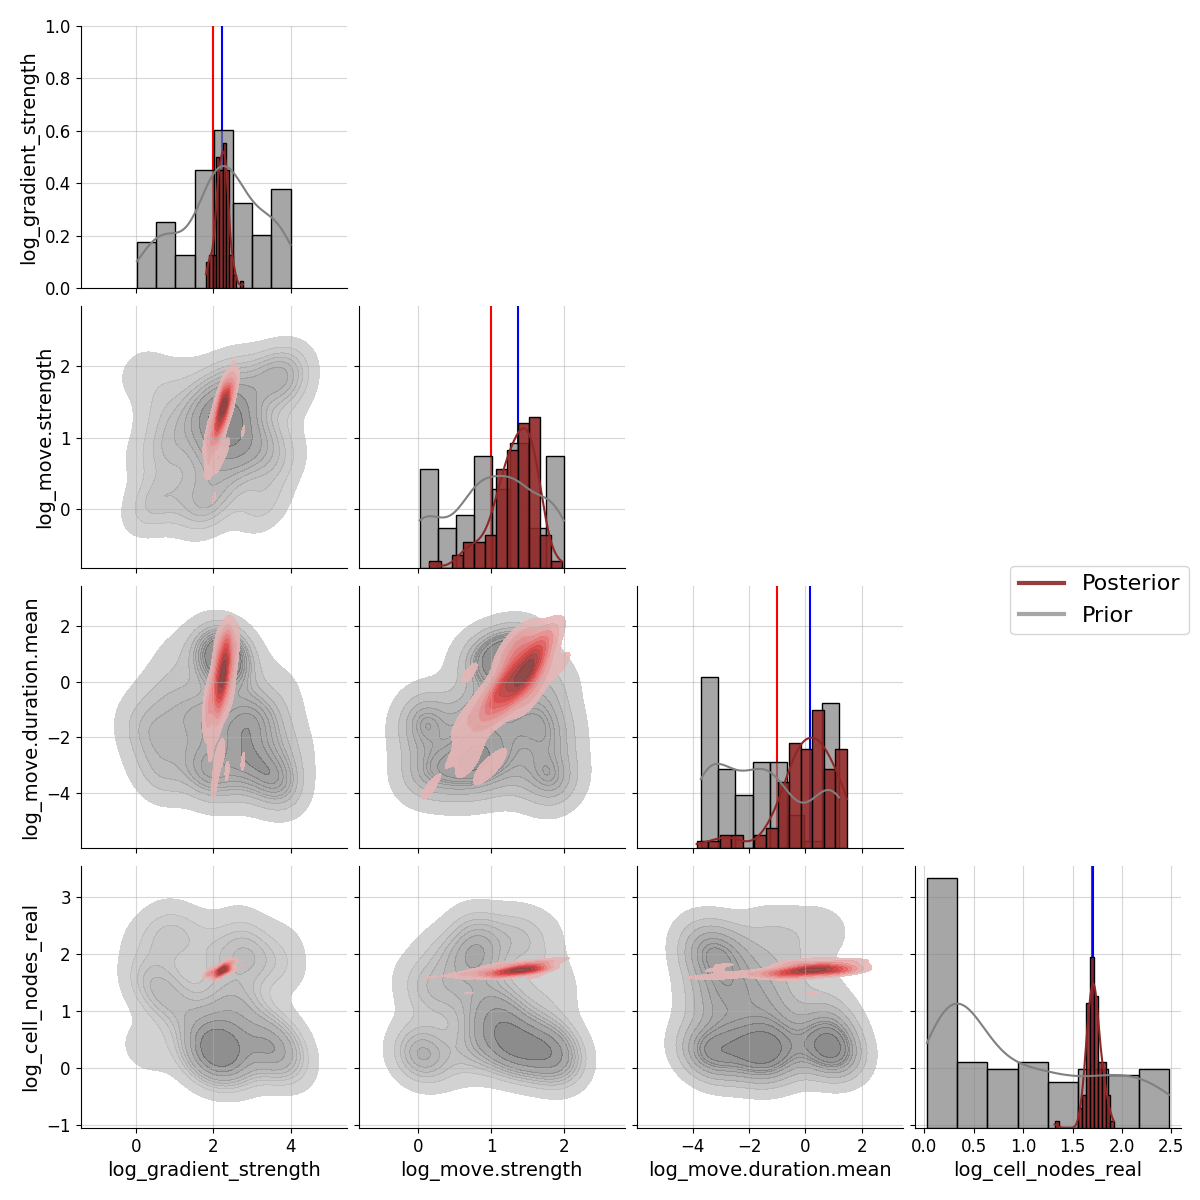 log_gradient_strength
1.0
0.8
0.6
0.4
0.2
0.0
log_move.strength
2
1
0
log_move.duration.mean
2
0
−2
−4
Posterior
Prior
log_cell_nodes_real
3
2
1
0
−1
0 2 4
0 1 2
−4 −2 0 2
0.0 0.5 1.0 1.5 2.0 2.5
log_gradient_strength
log_move.strength
log_move.duration.mean
log_cell_nodes_real